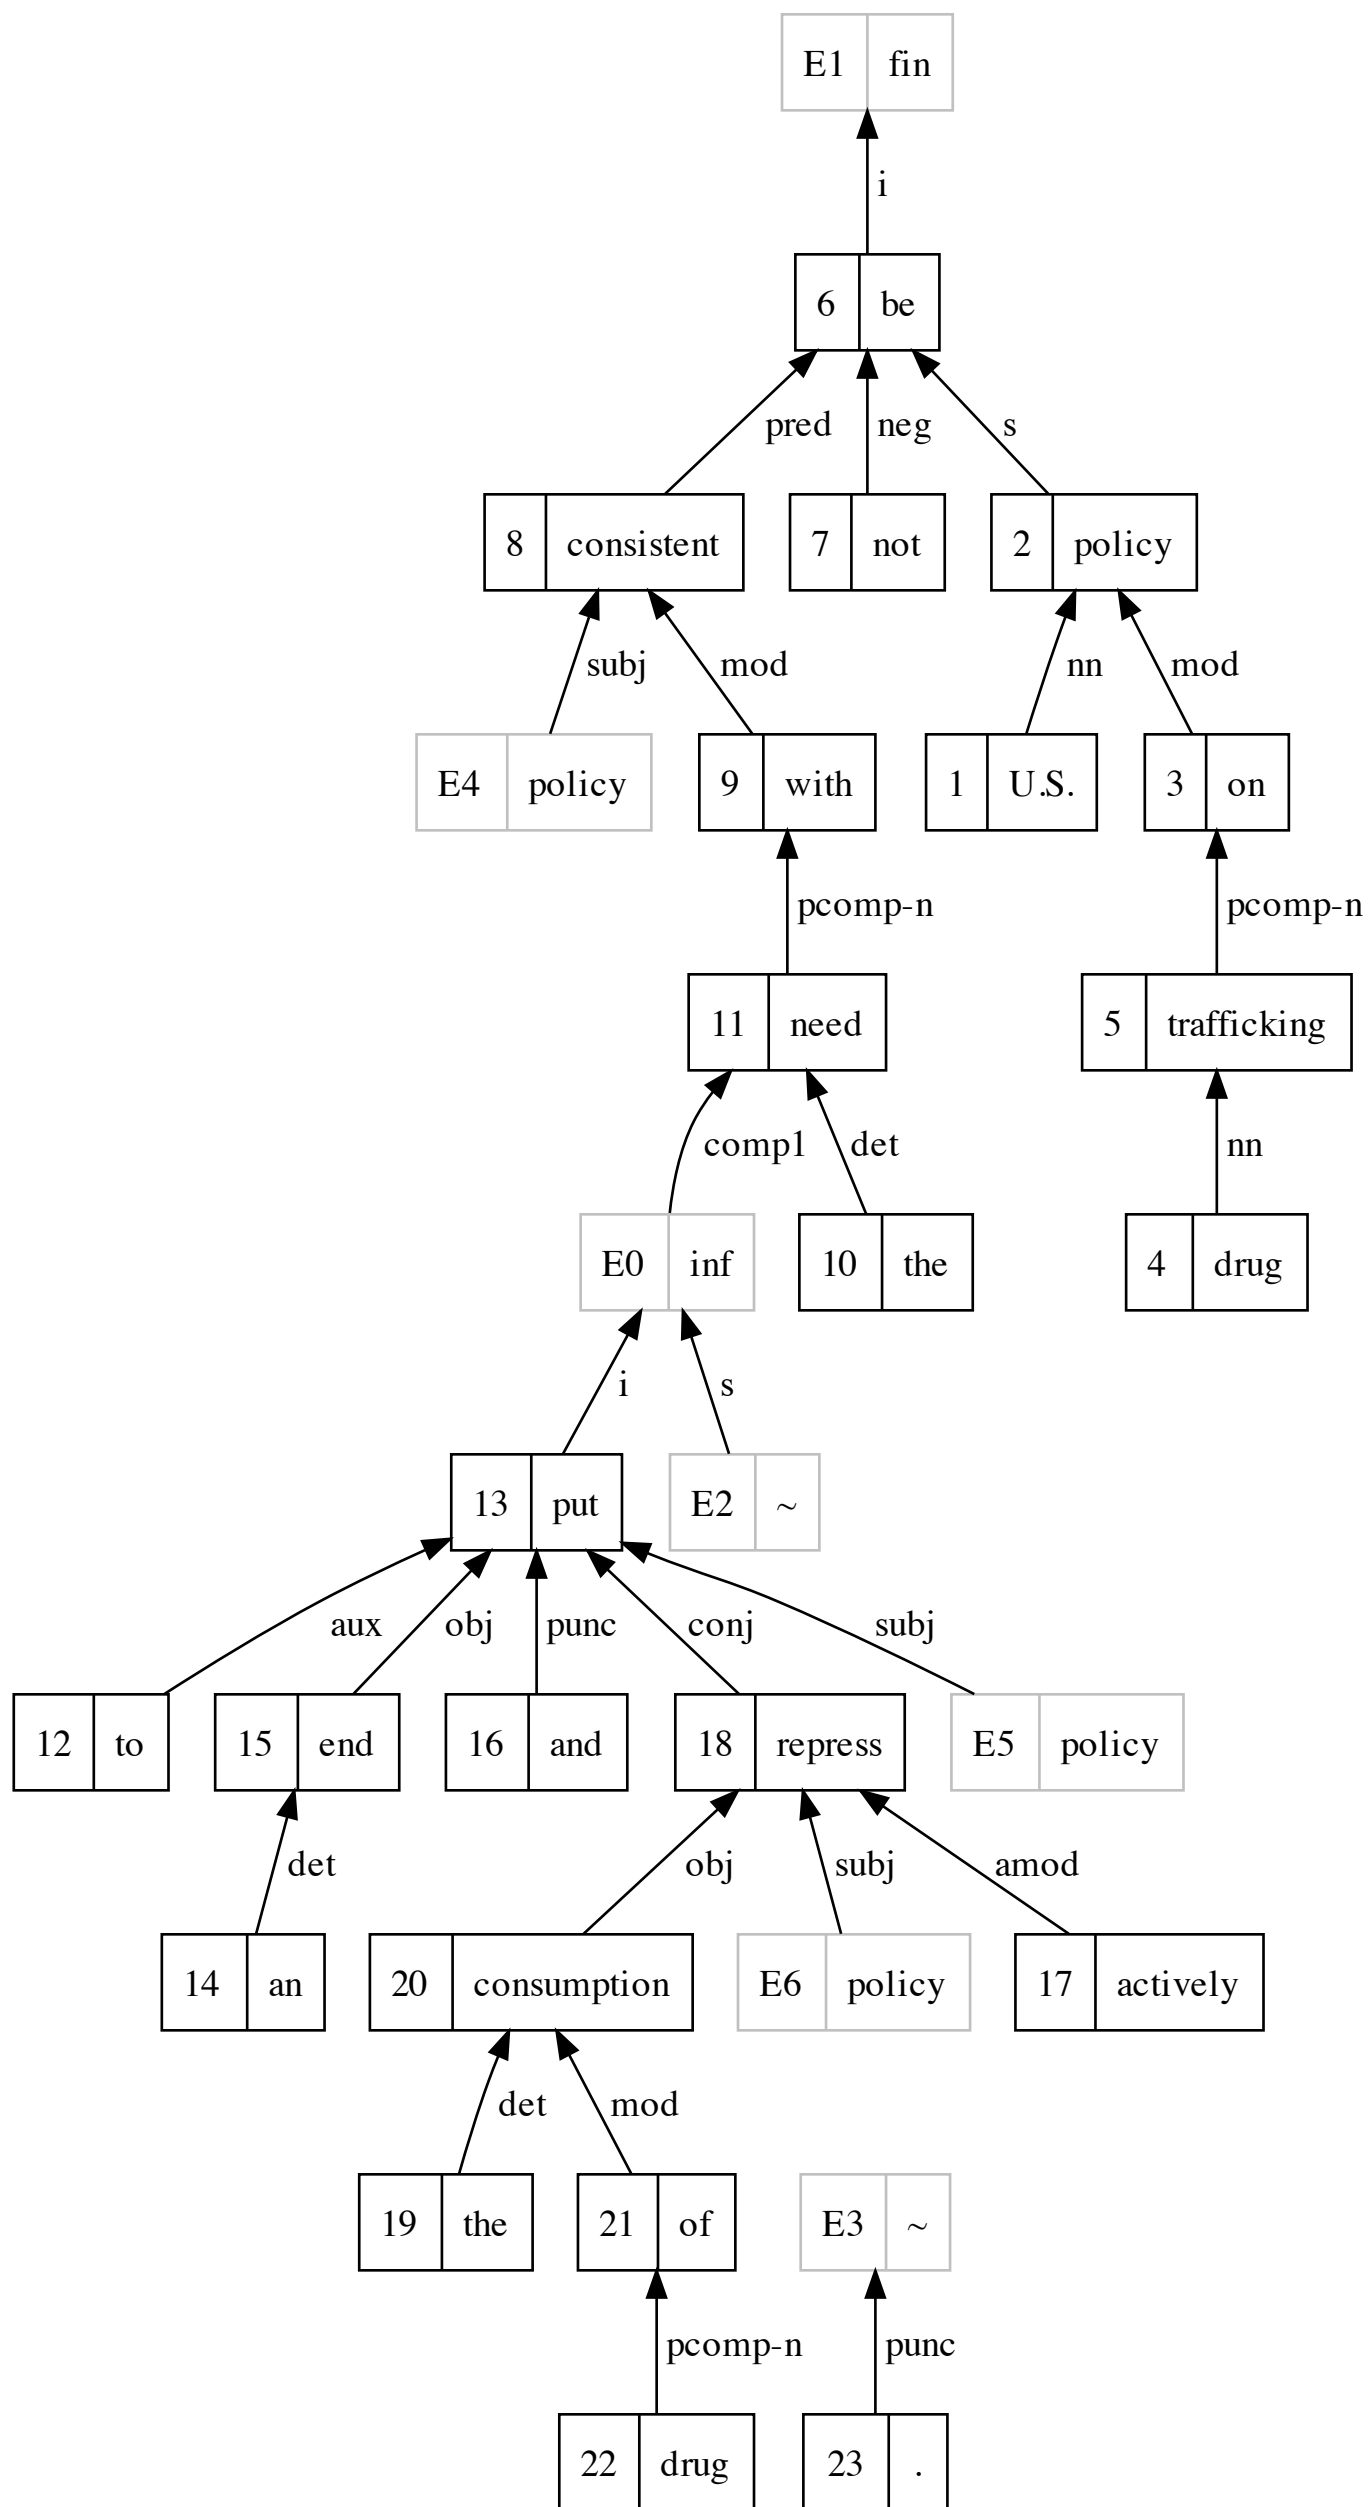 E1 fin
i
6 be
pred neg s
8 consistent 7 not 2 policy
subj mod nn mod
E4 policy 9 with 1 U.S. 3 on
pcomp-n pcomp-n
11 need 5 trafficking
comp1 det nn
E0 inf 10 the 4 drug
i s
13 put E2 ~
aux obj punc conj subj
12 to 15 end 16 and 18 repress E5 policy
det obj subj amod
14 an 20 consumption E6 policy 17 actively
det mod
19 the 21 of E3 ~
pcomp-n punc
22 drug 23 .